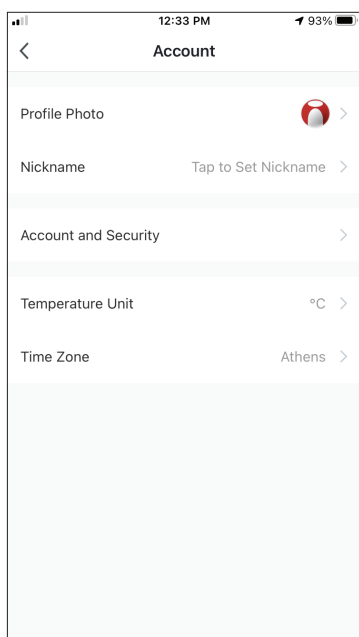 12:33 PM 93%
Account
Profile Photo
Nickname Tap to Set Nickname
Account and Security
Temperature Unit °C
Time Zone Athens